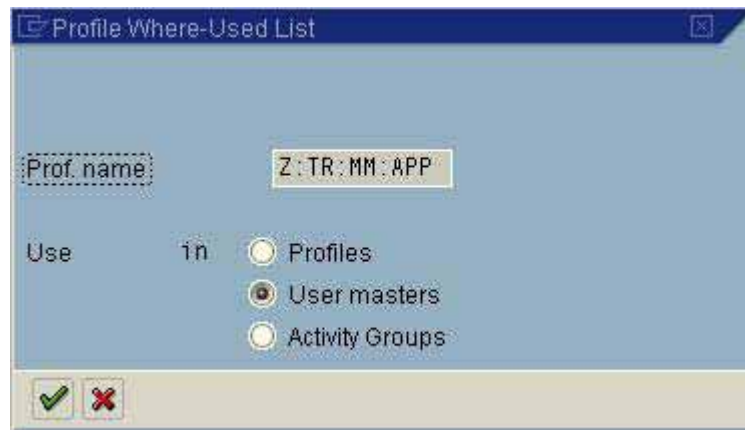 Profile Where-Used List
Prof. name Z:TR:MM:APP
Use in Profiles
User masters
Activity Groups